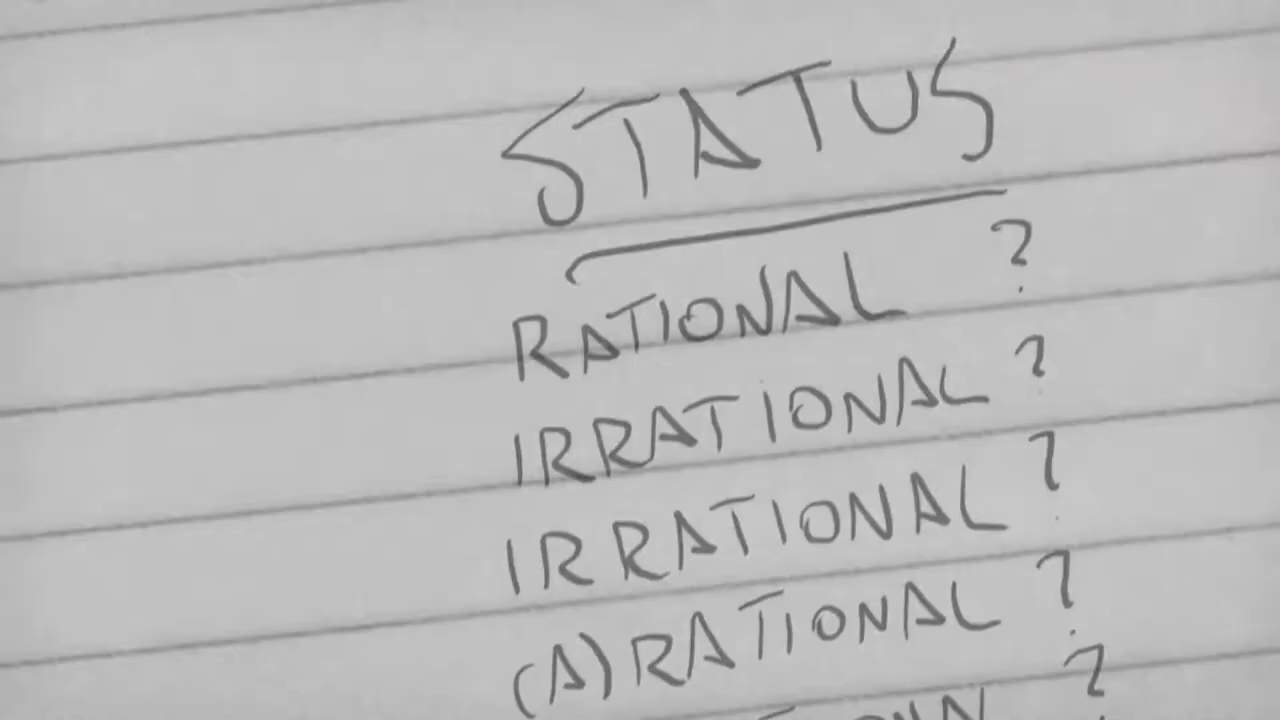 STATUS
RATIONAL ?
IRRATIONAL ?
IRRATIONAL ?
(A)RATIONAL ?
?